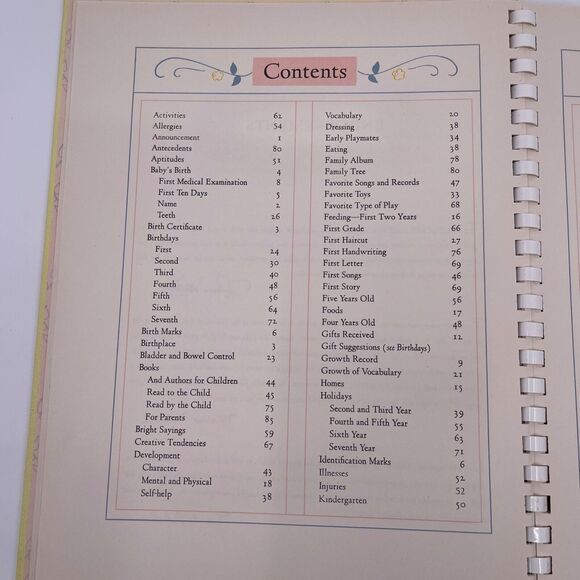 Contents
Activities 62
Allergies 54
Announcement 1
Antecedents 80
Aptitudes 51
Baby's Birth 4
First Medical Examination 8
First Ten Days 5
Name 2
Teeth 26
Birth Certificate 3
Birthdays
First 24
Second 30
Third 40
Fourth 48
Fifth 56
Sixth 64
Seventh 72
Birth Marks 6
Birthplace 3
Bladder and Bowel Control 23
Books
And Authors for Children 44
Read to the Child 45
Read by the Child 75
For Parents 85
Bright Sayings 59
Creative Tendencies 67
Development
Character 43
Mental and Physical 18
Self-help 38
Vocabulary 20
Dressing 38
Early Playmates 34
Eating 38
Family Album 78
Family Tree 80
Favorite Songs and Records 47
Favorite Toys 33
Favorite Type of Play 68
Feeding—First Two Years 16
First Grade 66
First Haircut 27
First Handwriting 76
First Letter 69
First Songs 46
First Story 69
Five Years Old 56
Foods 17
Four Years Old 48
Gifts Received 12
Gift Suggestions (see Birthdays)
Growth Record 9
Growth of Vocabulary 21
Homes 15
Holidays
Second and Third Year 39
Fourth and Fifth Year 55
Sixth Year 63
Seventh Year 71
Identification Marks 6
Illnesses 52
Injuries 52
Kindergarten 50